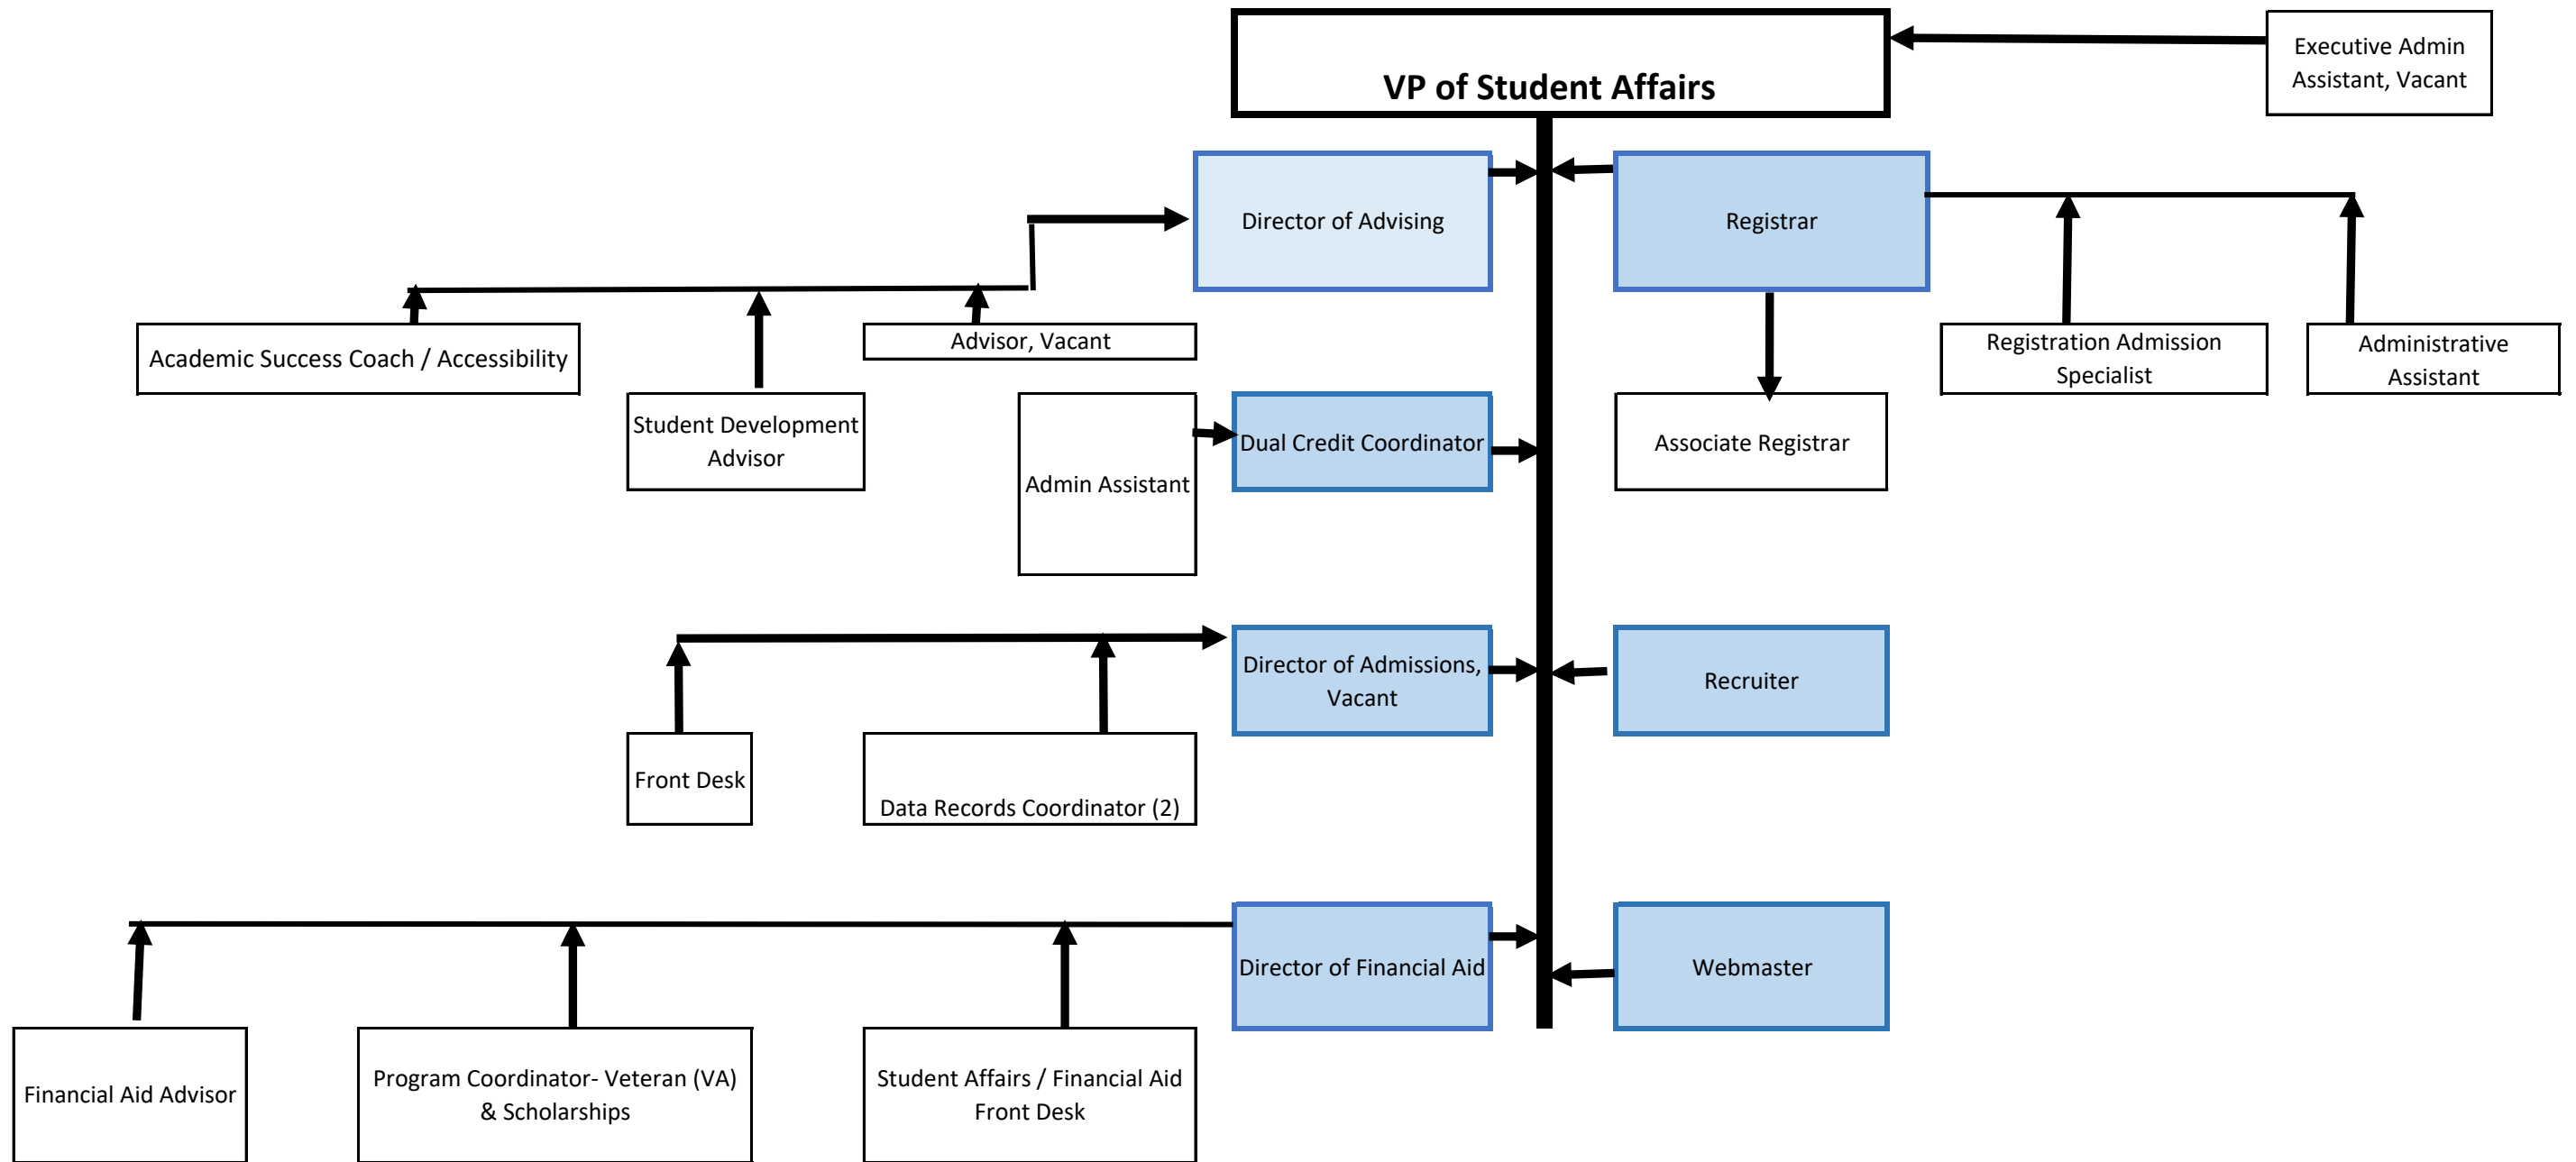 VP of Student Affairs
Executive Admin
Assistant, Vacant
Director of Advising
Registrar
Academic Success Coach / Accessibility
Advisor, Vacant
Registration Admission
Specialist
Administrative
Assistant
Student Development
Advisor
Admin Assistant
Dual Credit Coordinator
Associate Registrar
Director of Admissions,
Vacant
Recruiter
Front Desk
Data Records Coordinator (2)
Director of Financial Aid
Webmaster
Financial Aid Advisor
Program Coordinator- Veteran (VA)
& Scholarships
Student Affairs / Financial Aid
Front Desk